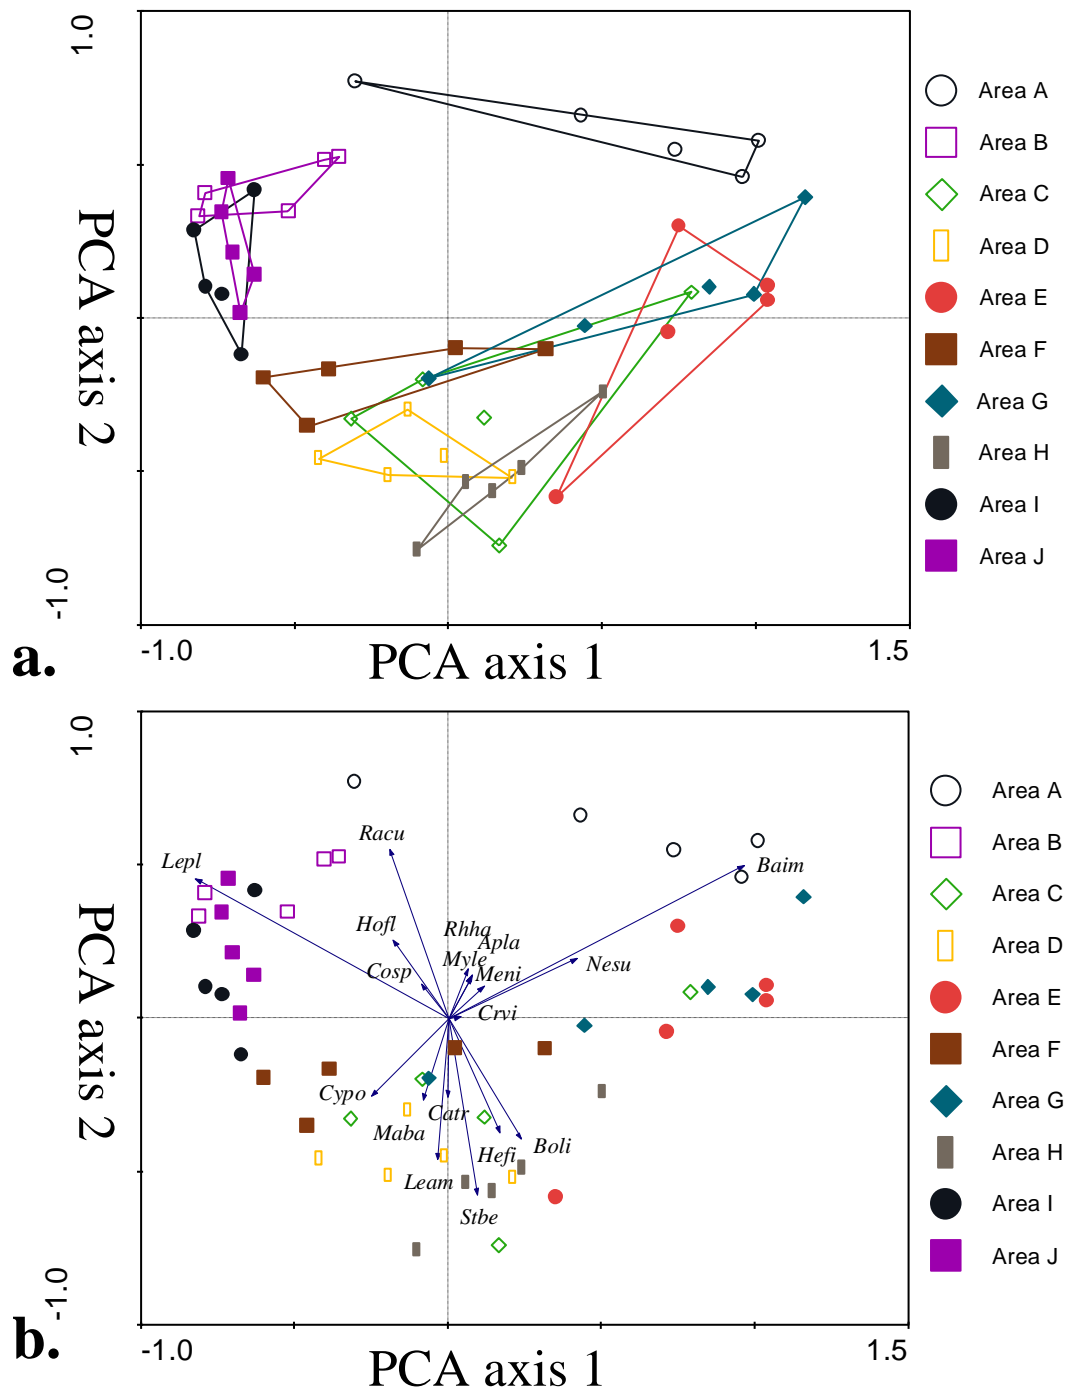 1.0
PCA axis 2
-1.0
Area A
Area B
Area C
Area D
Area E
Area F
Area G
Area H
Area I
Area J
-1.0
PCA axis 1
1.5
a.
1.0
PCA axis 2
-1.0
Racu
Lepl
Baim
Hofl
Rhha
Apla
Myle
Nesu
Cosp
Meni
Crvi
Cypo
Catr
Maba
Boli
Hefi
Leam
Stbe
Area A
Area B
Area C
Area D
Area E
Area F
Area G
Area H
Area I
Area J
-1.0
PCA axis 1
1.5
b.